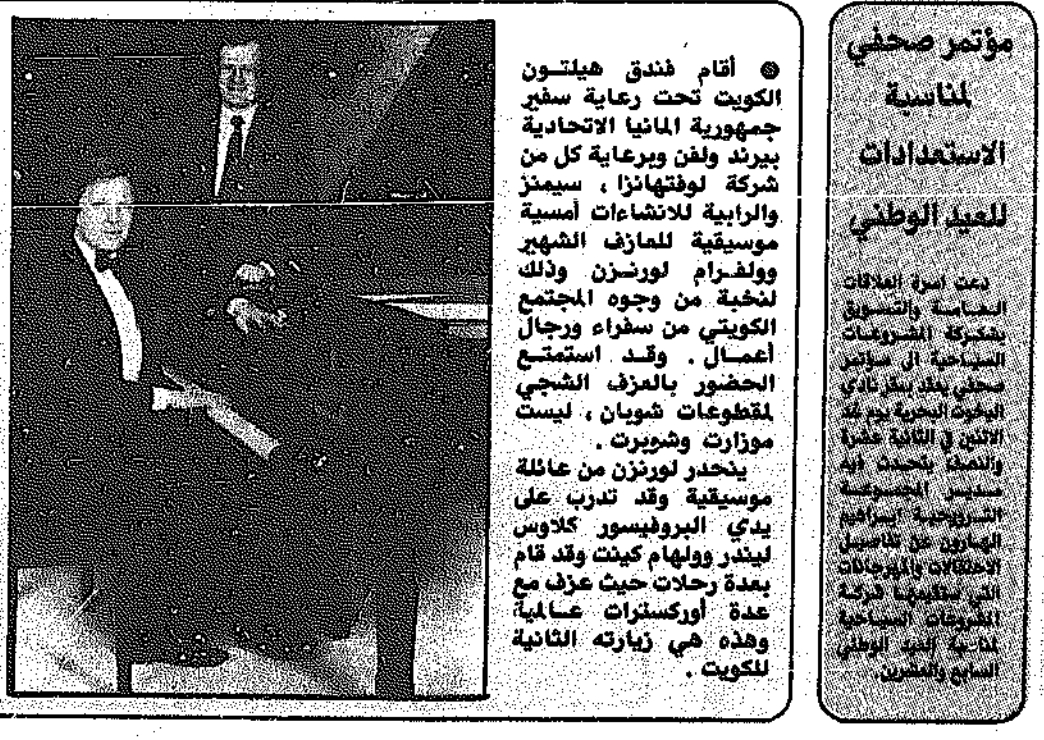 مؤتمر صحفي
لمناسبة
الاستعدادات
للعيد الوطني
دعت اسرة العلاقات
العامة والتسويق
بشركة المشروعات
السياحية الى مؤتمر
صحفي يعقد بمقر نادي
اليخوت البحرية يوم غد
الاثنين في الثانية عشرة
والنصف يتحدث فيه
مدير المجموعة
الترويحية ابراهيم
الهارون عن تفاصيل
الاحتفالات والمهرجانات
التي ستقيمها شركة
المشروعات السياحية
لمناسبة العيد الوطني
السابع والعشرين.
أقام فندق هيلتون
الكويت تحت رعاية سفير
جمهورية المانيا الاتحادية
بيرند ولفن وبرعاية كل من
شركة لوفتهانزا ، سيمنز
والرابية للانشاءات أمسية
موسيقية للعازف الشهير
وولفرام لورنزن وذلك
لنخبة من وجوه المجتمع
الكويتي من سفراء ورجال
أعمال . وقد استمتع
الحضور بالعزف الشجي
لمقطوعات شوبان ، ليست
موزارت وشوبرت .
ينحدر لورنزن من عائلة
موسيقية وقد تدرب على
يدي البروفيسور كلاوس
ليندر وولهام كينت وقد قام
بعدة رحلات حيث عزف مع
عدة أوركسترات عالمية
وهذه هي زيارته الثانية
للكويت .